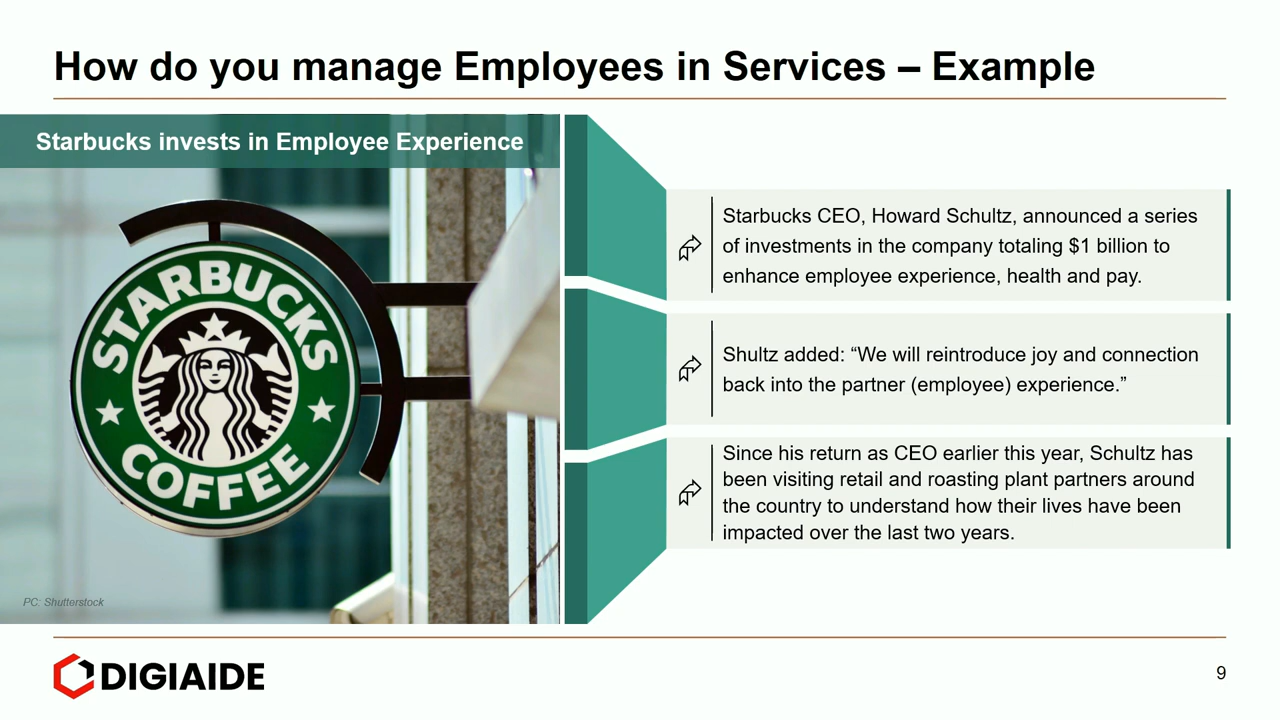 How do you manage Employees in Services – Example
Starbucks invests in Employee Experience
STARBUCKS
COFFEE
PC: Shutterstock
Starbucks CEO, Howard Schultz, announced a series
of investments in the company totaling $1 billion to
enhance employee experience, health and pay.
Shultz added: “We will reintroduce joy and connection
back into the partner (employee) experience.”
Since his return as CEO earlier this year, Schultz has
been visiting retail and roasting plant partners around
the country to understand how their lives have been
impacted over the last two years.
DIGIAIDE
9